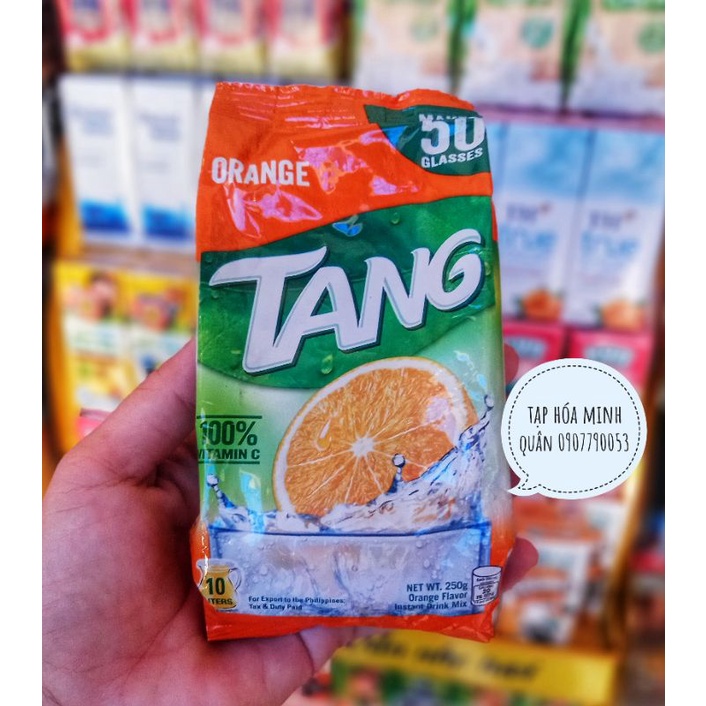 50
GLASSES
ORANGE
TANG
100%
VITAMIN C
10
LITERS
For Export to the Philippines
Tax & Duty Paid
NET WT. 250g
Orange Flavor
Instant Drink Mix
TẠP HÓA MINH
QUÂN 0907790053